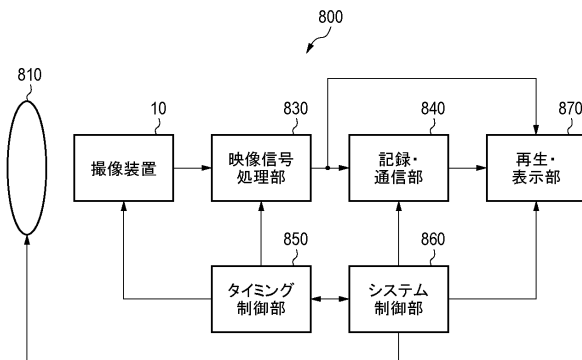 800
810
10
830
840
870
撮像装置
映像信号
処理部
記録・
通信部
再生・
表示部
850
860
タイミング
制御部
システム
制御部